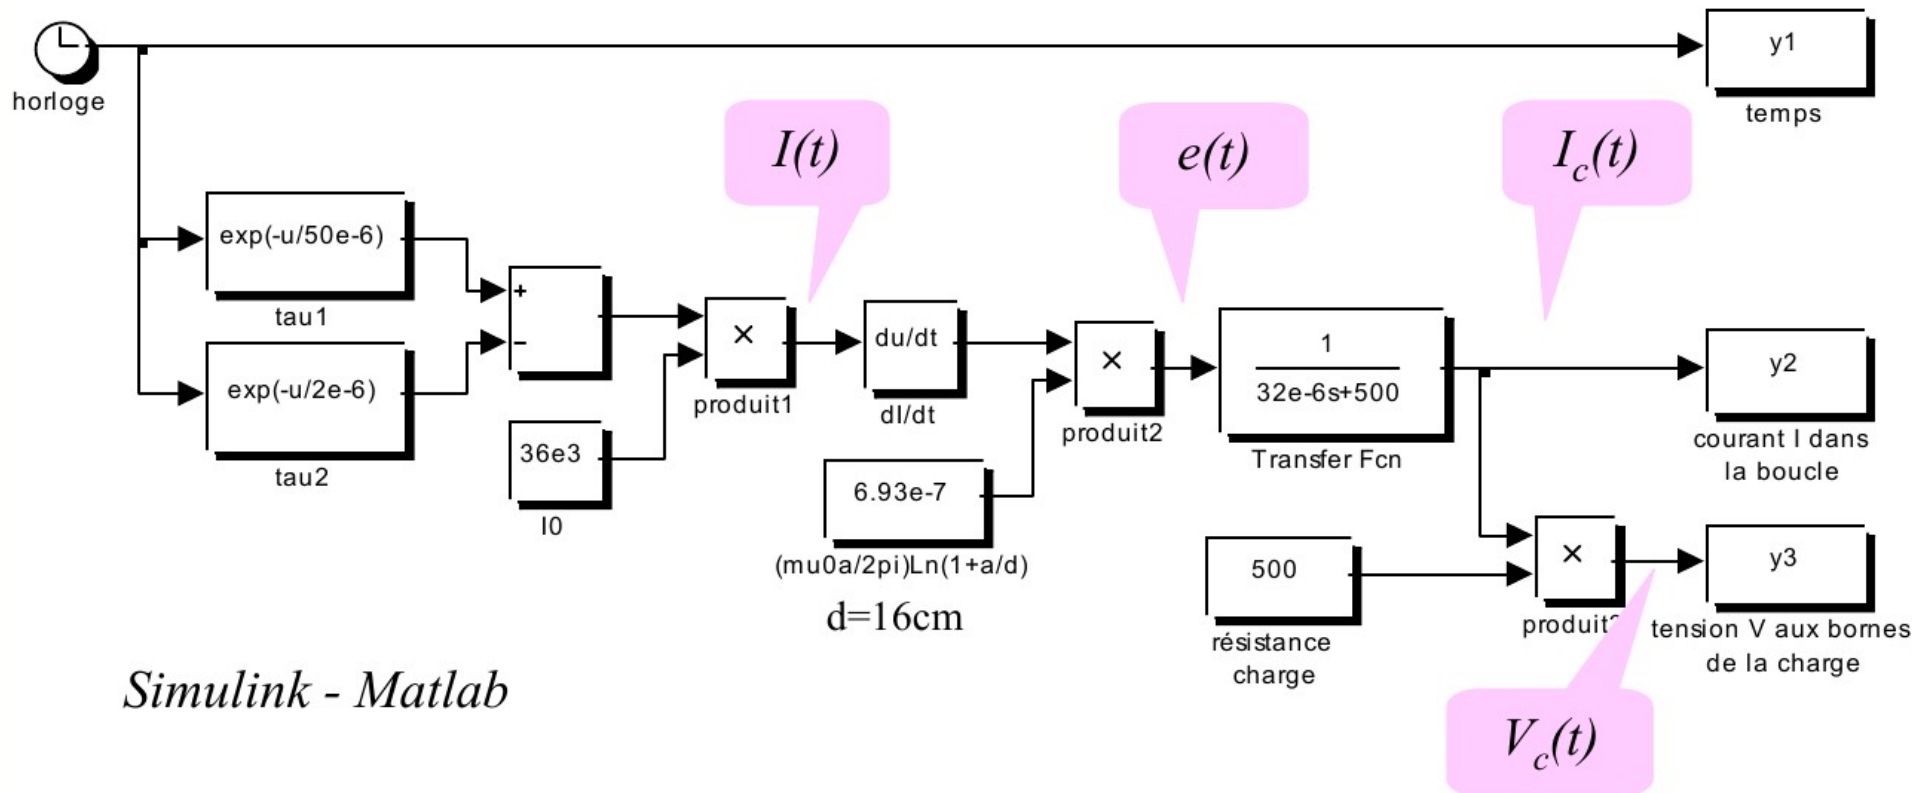 horloge
y1
temps
I(t)
e(t)
I_c(t)
exp(-u/50e-6)
tau1
exp(-u/2e-6)
tau2
+
−
36e3
I0
×
produit1
du/dt
dI/dt
6.93e-7
(mu0a/2pi)Ln(1+a/d)
d=16cm
×
produit2
1
32e-6s+500
Transfer Fcn
y2
courant I dans
la boucle
500
résistance
charge
×
y3
tension V aux bornes
de la charge
V_c(t)
Simulink - Matlab